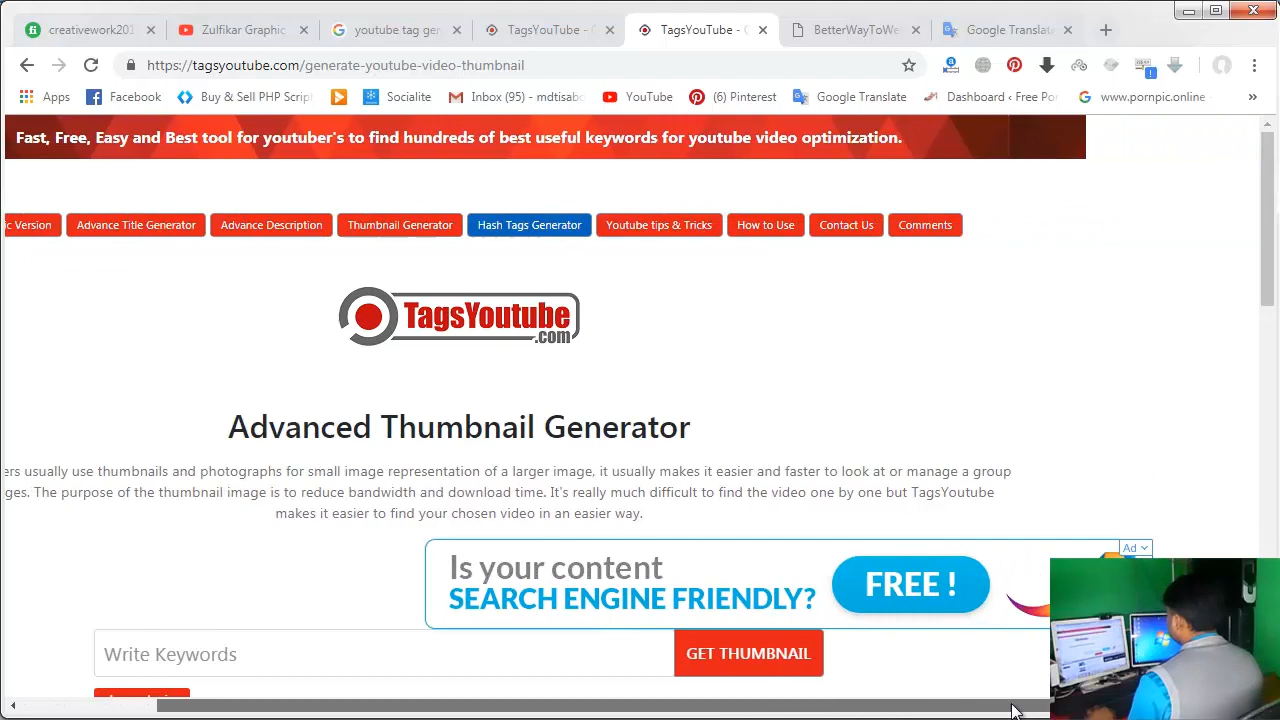 creativework201
Zulfikar Graphic
youtube tag gen
TagsYouTube - G
TagsYouTube - G
BetterWayToWe
Google Translate
https://tagsyoutube.com/generate-youtube-video-thumbnail
Apps
Facebook
Buy & Sell PHP Script
Socialite
Inbox (95) - mdtisabo
YouTube
(6) Pinterest
Google Translate
Dashboard ‹ Free Por
www.pornpic.online
Fast, Free, Easy and Best tool for youtuber's to find hundreds of best useful keywords for youtube video optimization.
ic Version
Advance Title Generator
Advance Description
Thumbnail Generator
Hash Tags Generator
Youtube tips & Tricks
How to Use
Contact Us
Comments
TagsYoutube
.com
Advanced Thumbnail Generator
ers usually use thumbnails and photographs for small image representation of a larger image, it usually makes it easier and faster to look at or manage a group
ges. The purpose of the thumbnail image is to reduce bandwidth and download time. It's really much difficult to find the video one by one but TagsYoutube
makes it easier to find your chosen video in an easier way.
Ad
Is your content
SEARCH ENGINE FRIENDLY?
FREE !
Write Keywords
GET THUMBNAIL